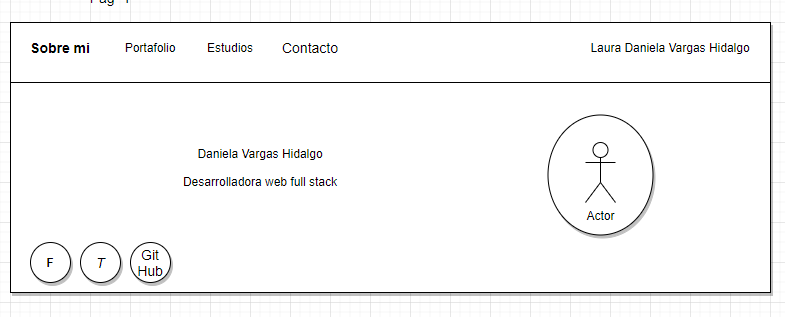 Pag 1
Sobre mi Portafolio Estudios Contacto Laura Daniela Vargas Hidalgo
Daniela Vargas Hidalgo
Desarrolladora web full stack
Actor
F T Git
Hub